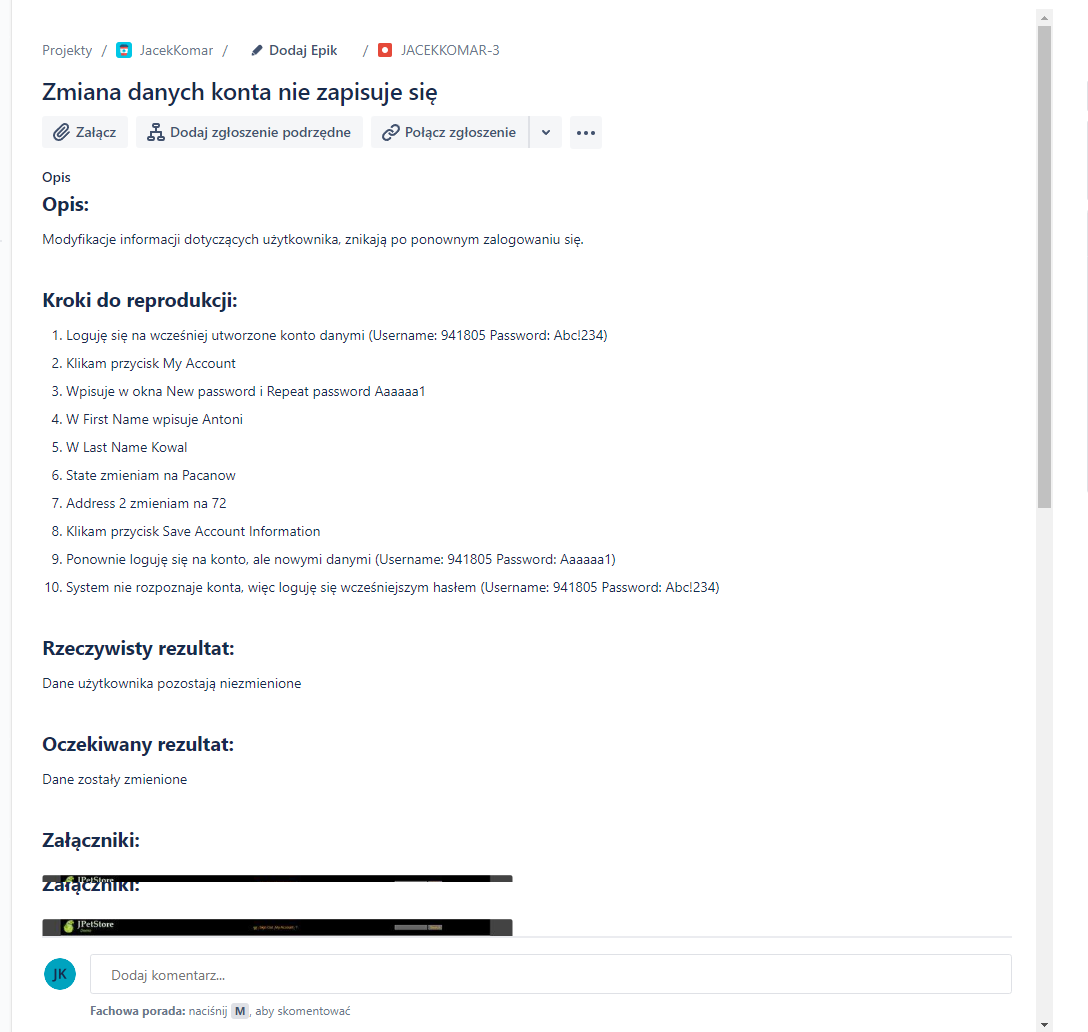 Projekty / JacekKomar / Dodaj Epik / JACEKKOMAR-3
Zmiana danych konta nie zapisuje się
Załącz Dodaj zgłoszenie podrzędne Połącz zgłoszenie
Opis
Opis:
Modyfikacje informacji dotyczących użytkownika, znikają po ponownym zalogowaniu się.
Kroki do reprodukcji:
1. Loguję się na wcześniej utworzone konto danymi (Username: 941805 Password: Abc!234)
2. Klikam przycisk My Account
3. Wpisuje w okna New password i Repeat password Aaaaaa1
4. W First Name wpisuje Antoni
5. W Last Name Kowal
6. State zmieniam na Pacanow
7. Address 2 zmieniam na 72
8. Klikam przycisk Save Account Information
9. Ponownie loguję się na konto, ale nowymi danymi (Username: 941805 Password: Aaaaaa1)
10. System nie rozpoznaje konta, więc loguję się wcześniejszym hasłem (Username: 941805 Password: Abc!234)
Rzeczywisty rezultat:
Dane użytkownika pozostają niezmienione
Oczekiwany rezultat:
Dane zostały zmienione
Załączniki:
JPetStore
Załączniki:
JPetStore
JK
Dodaj komentarz...
Fachowa porada: naciśnij M, aby skomentować